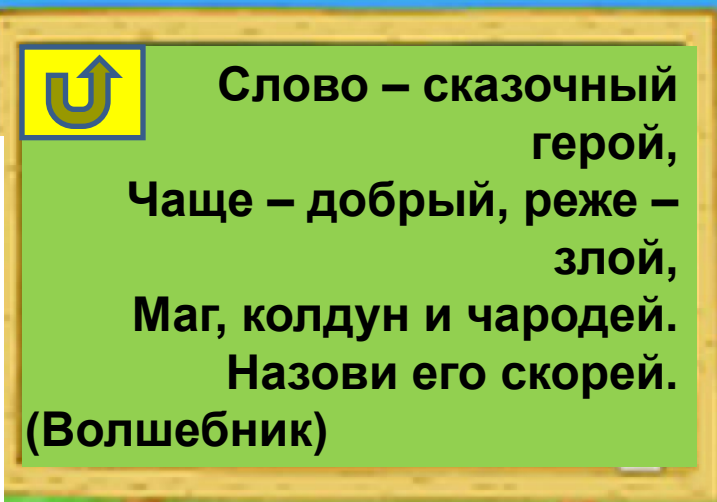 Слово – сказочный
герой,
Чаще – добрый, реже –
злой,
Маг, колдун и чародей.
Назови его скорей.
(Волшебник)